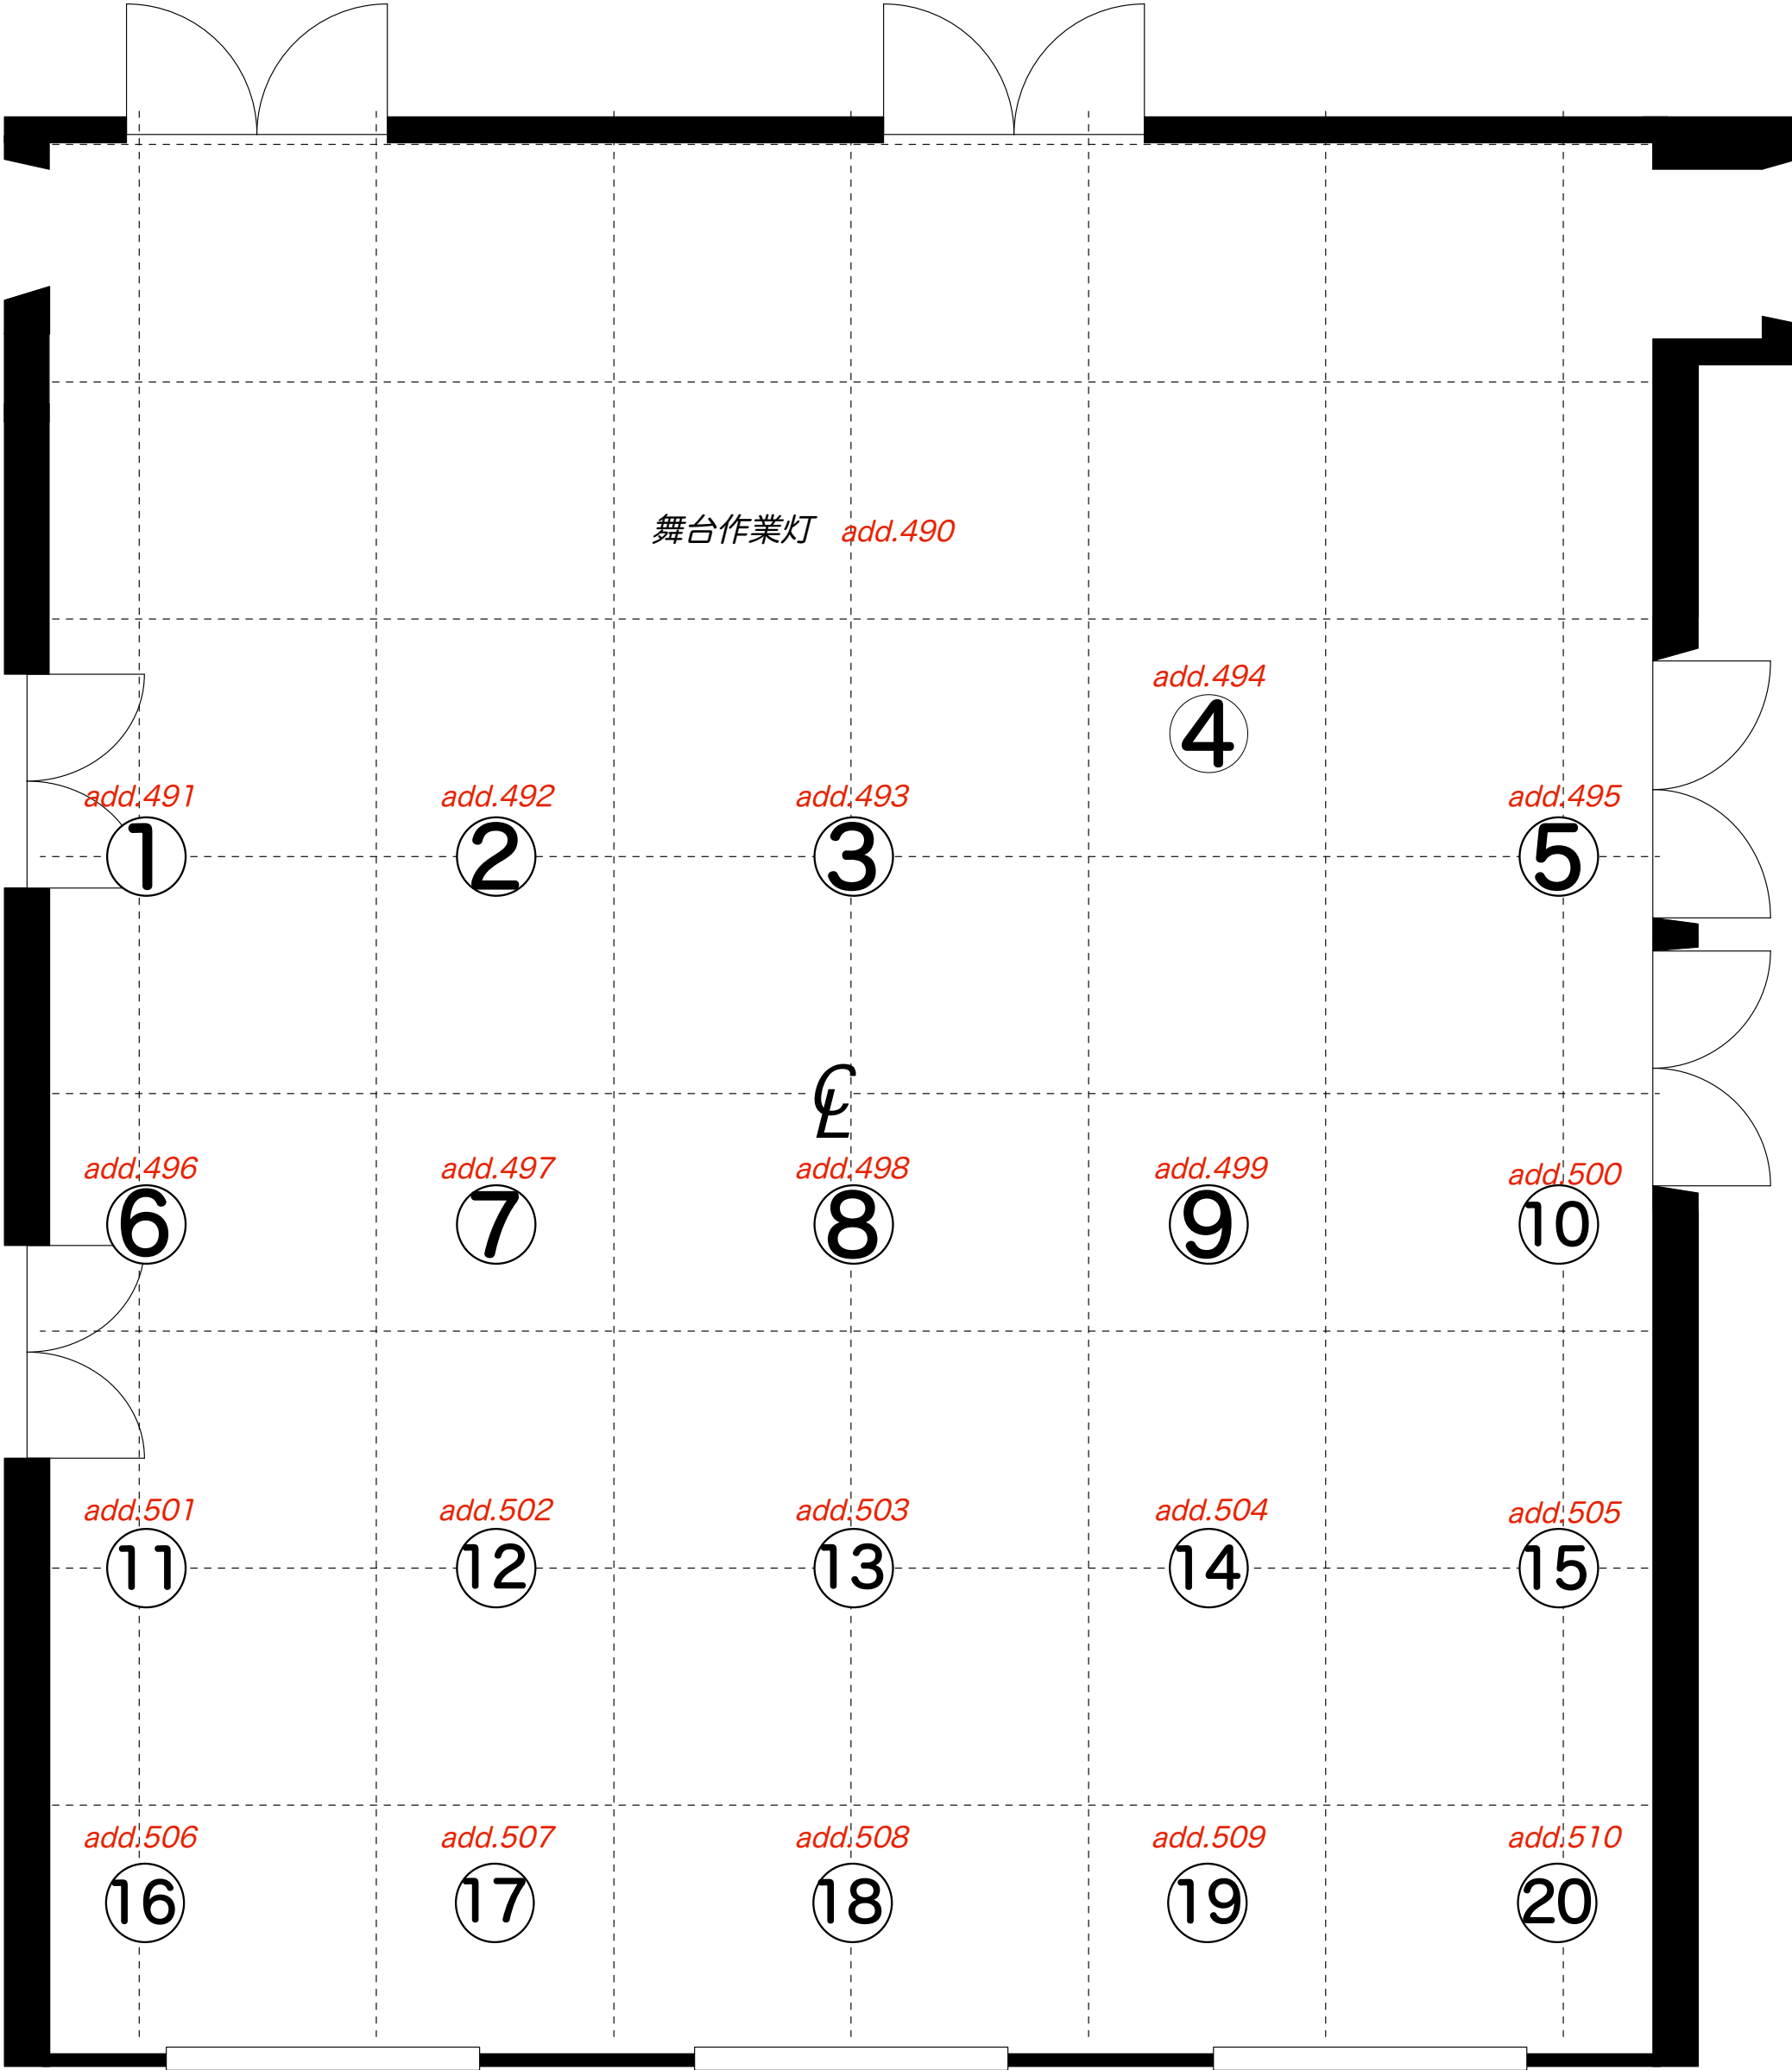 舞台作業灯 add.490
add.494
4
add.491 add.492 add.493 add.495
1 2 3 5
CL
add.496 add.497 add.498 add.499 add.500
6 7 8 9 10
add.501 add.502 add.503 add.504 add.505
11 12 13 14 15
add.506 add.507 add.508 add.509 add.510
16 17 18 19 20